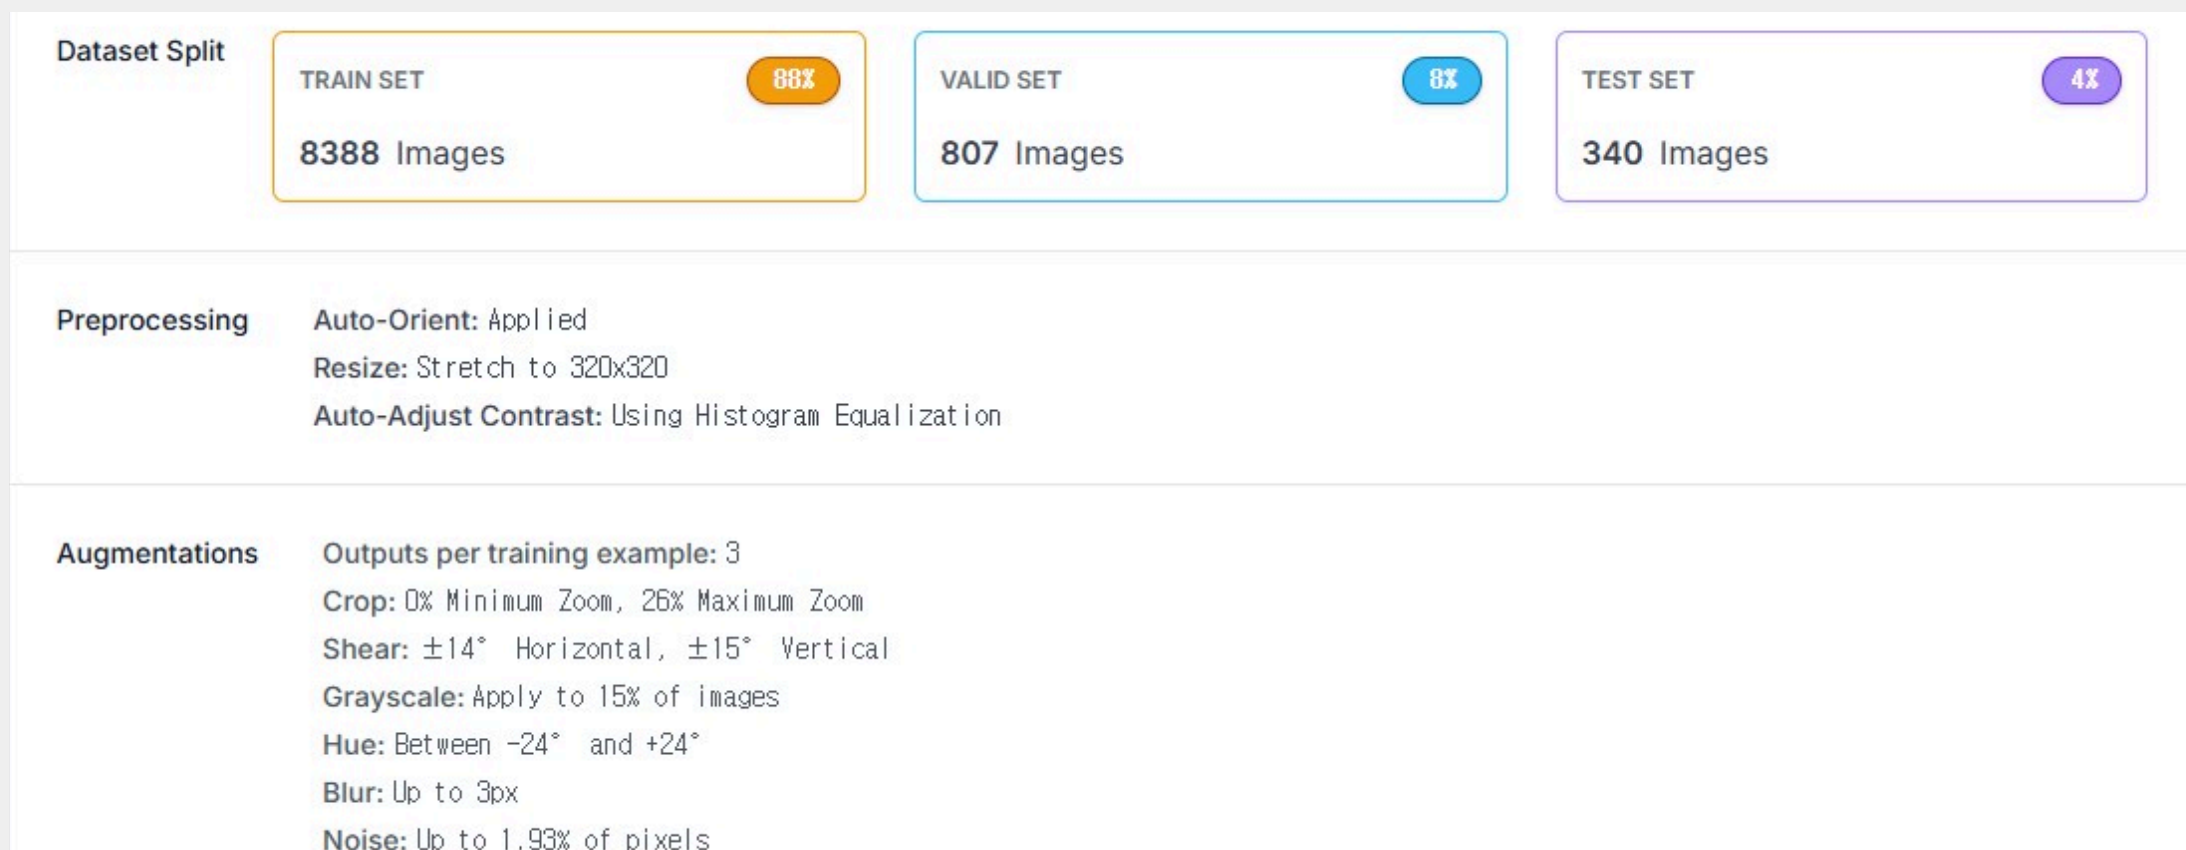 Dataset Split
TRAIN SET 88%
8388 Images
VALID SET 8%
807 Images
TEST SET 4%
340 Images
Preprocessing
Auto-Orient: Applied
Resize: Stretch to 320x320
Auto-Adjust Contrast: Using Histogram Equalization
Augmentations
Outputs per training example: 3
Crop: 0% Minimum Zoom, 26% Maximum Zoom
Shear: ±14° Horizontal, ±15° Vertical
Grayscale: Apply to 15% of images
Hue: Between -24° and +24°
Blur: Up to 3px
Noise: Up to 1.93% of pixels